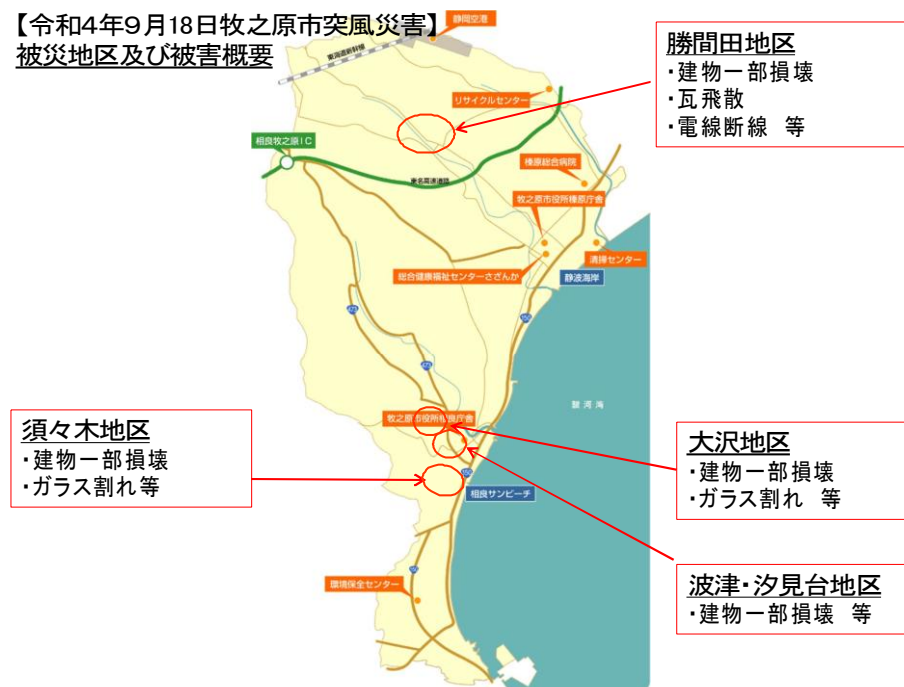 【令和4年9月18日牧之原市突風災害】
被災地区及び被害概要
静岡空港
東海道新幹線
勝間田地区
・建物一部損壊
・瓦飛散
・電線断線 等
リサイクルセンター
相良牧之原IC
榛原総合病院
東名高速道路
牧之原市役所榛原庁舎
清掃センター
総合健康福祉センターさざんか
静波海岸
473
150
473
駿河湾
牧之原市役所相良庁舎
須々木地区
・建物一部損壊
・ガラス割れ等
大沢地区
・建物一部損壊
・ガラス割れ 等
150
相良サンビーチ
波津・汐見台地区
・建物一部損壊 等
環境保全センター